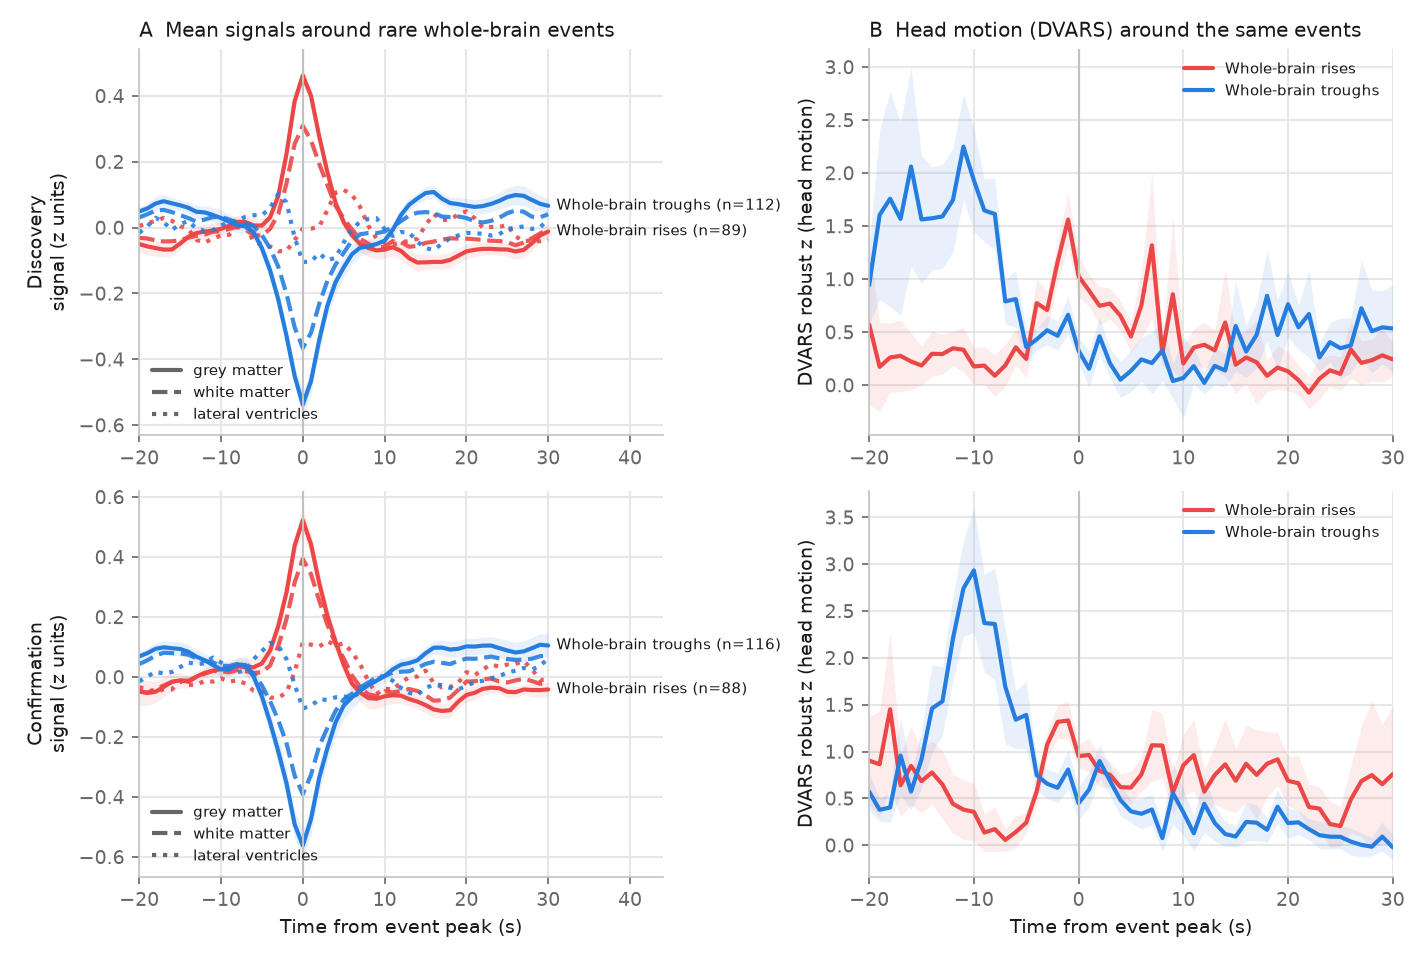 A  Mean signals around rare whole-brain events
Discovery
signal (z units)
0.4
0.2
0.0
−0.2
−0.4
−0.6
−20
−10
0
10
20
30
40
Whole-brain troughs (n=112)
Whole-brain rises (n=89)
grey matter
white matter
lateral ventricles
B  Head motion (DVARS) around the same events
DVARS robust z (head motion)
3.0
2.5
2.0
1.5
1.0
0.5
0.0
−20
−10
0
10
20
30
Whole-brain rises
Whole-brain troughs
Confirmation
signal (z units)
0.6
0.4
0.2
0.0
−0.2
−0.4
−0.6
−20
−10
0
10
20
30
40
Time from event peak (s)
Whole-brain troughs (n=116)
Whole-brain rises (n=88)
grey matter
white matter
lateral ventricles
DVARS robust z (head motion)
3.5
3.0
2.5
2.0
1.5
1.0
0.5
0.0
−20
−10
0
10
20
30
Time from event peak (s)
Whole-brain rises
Whole-brain troughs